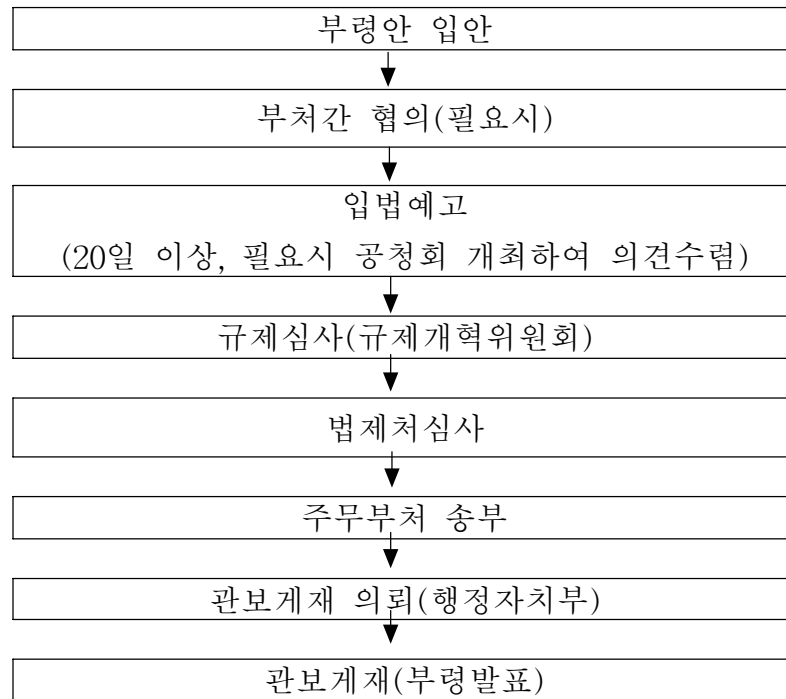 부령안 입안
부처간 협의(필요시)
입법예고
(20일 이상, 필요시 공청회 개최하여 의견수렴)
규제심사(규제개혁위원회)
법제처심사
주무부처 송부
관보게재 의뢰(행정자치부)
관보게재(부령발표)